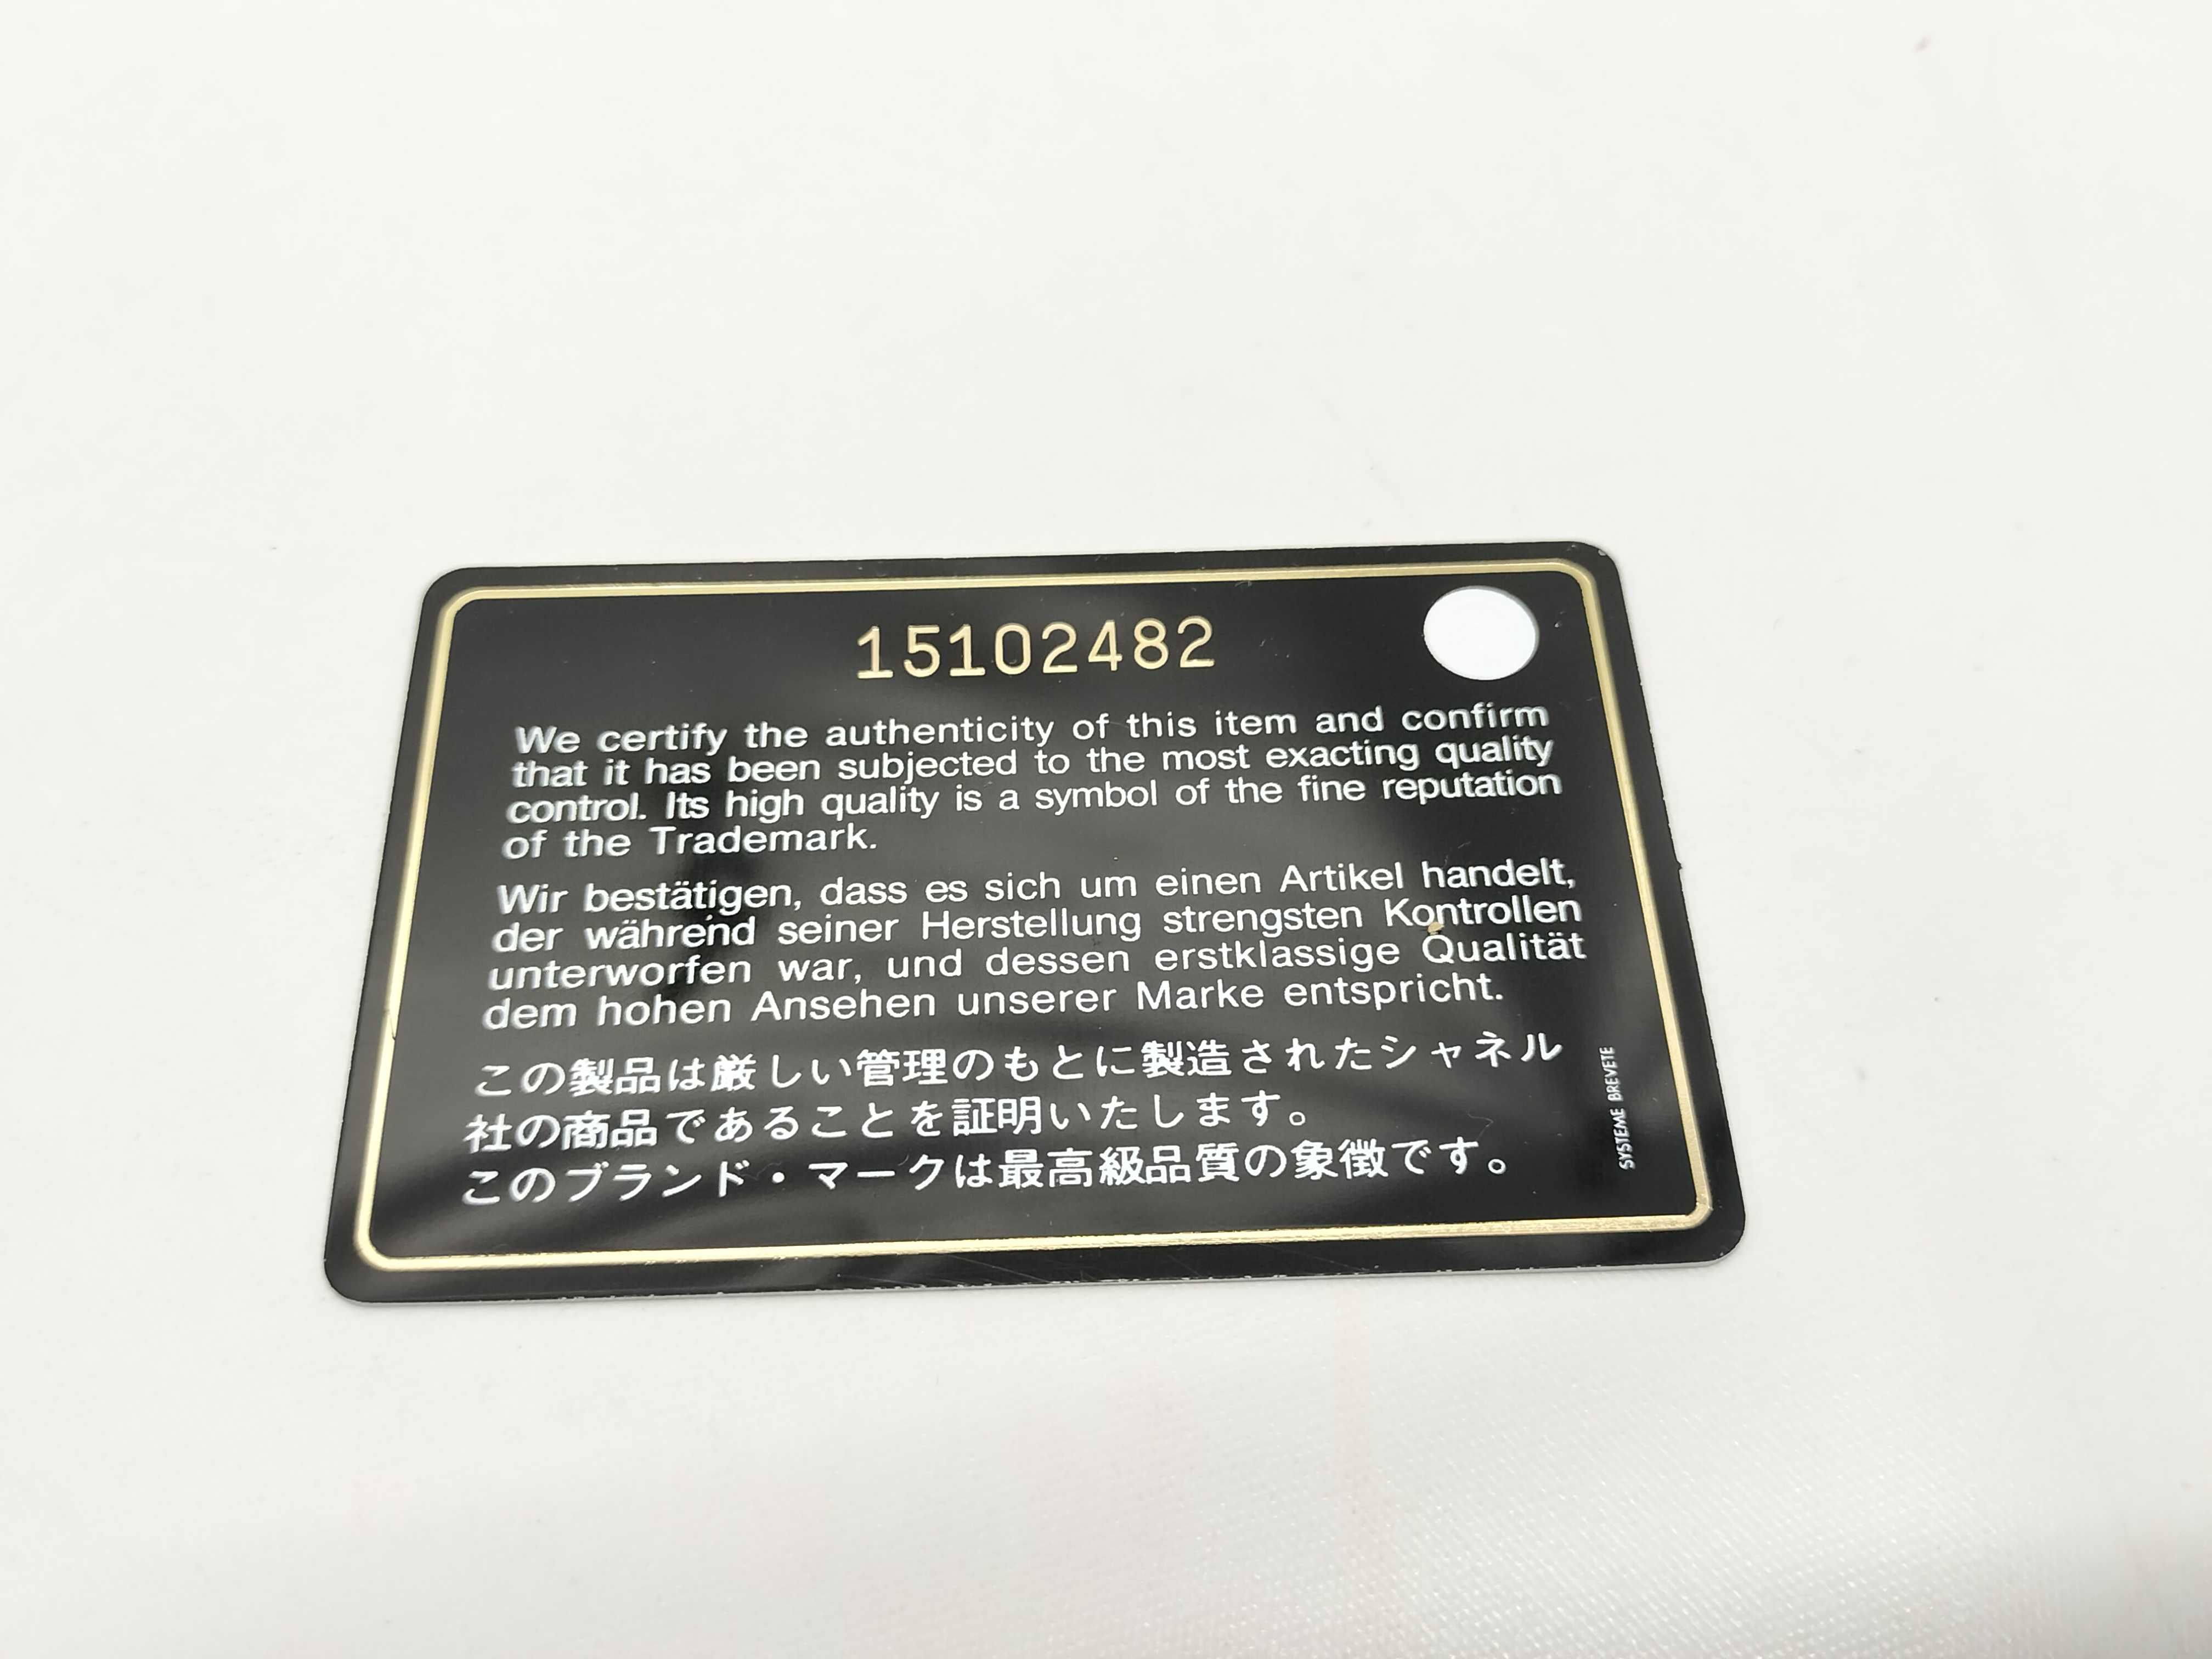 15102482
We certify the authenticity of this item and confirm
that it has been subjected to the most exacting quality
control. Its high quality is a symbol of the fine reputation
of the Trademark.
Wir bestätigen, dass es sich um einen Artikel handelt,
der während seiner Herstellung strengsten Kontrollen
unterworfen war, und dessen erstklassige Qualität
dem hohen Ansehen unserer Marke entspricht.
この製品は厳しい管理のもとに製造されたシャネル
社の商品であることを証明いたします。
このブランド・マークは最高級品質の象徴です。
SYSTEME BREVETE